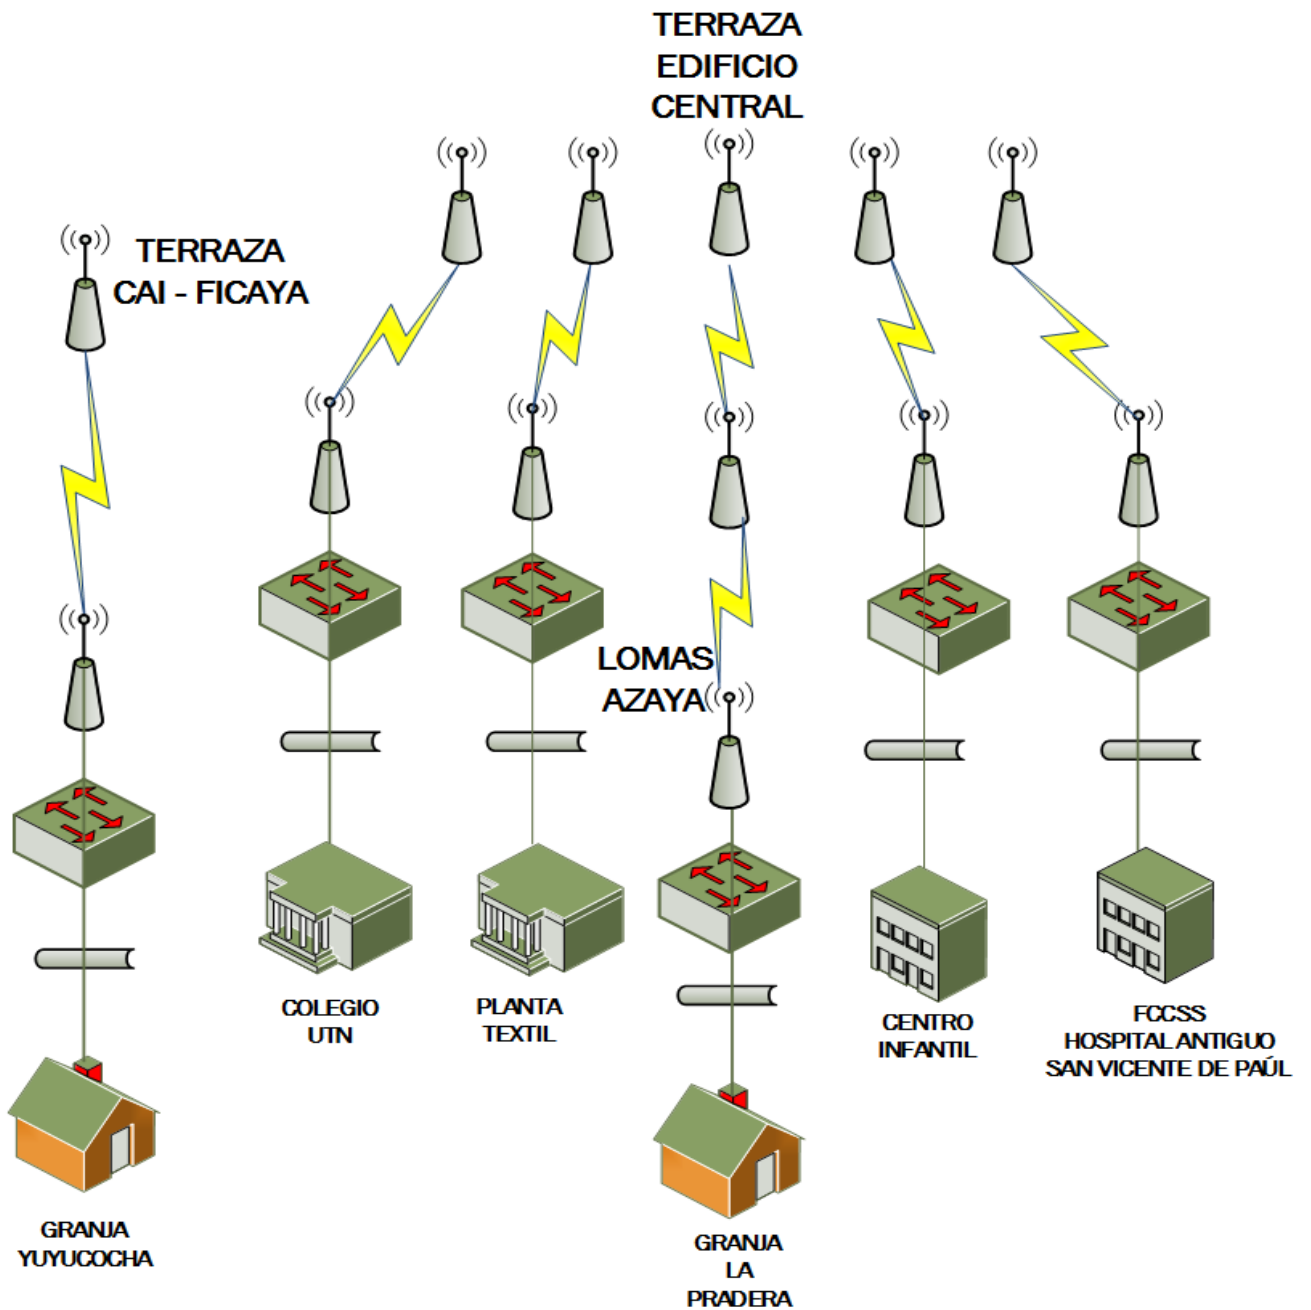 TERRAZA
EDIFICIO
CENTRAL
TERRAZA
CAI - FICAYA
LOMAS
AZAYA
COLEGIO
UTN
PLANTA
TEXTIL
CENTRO
INFANTIL
FCCSS
HOSPITAL ANTIGUO
SAN VICENTE DE PAÚL
GRANJA
YUYUCOCHA
GRANJA
LA
PRADERA